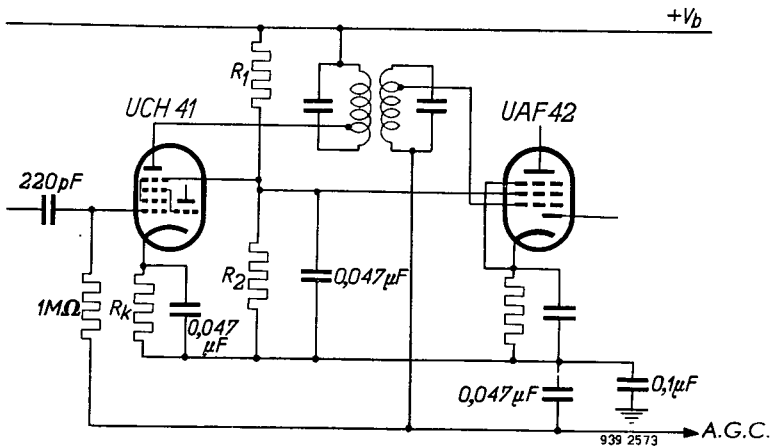 +Vb
R1
UCH 41
UAF 42
220pF
1MΩ
Rk
0,047
μF
R2
0,047μF
0,047μF
0,1μF
A.G.C.
939 2573